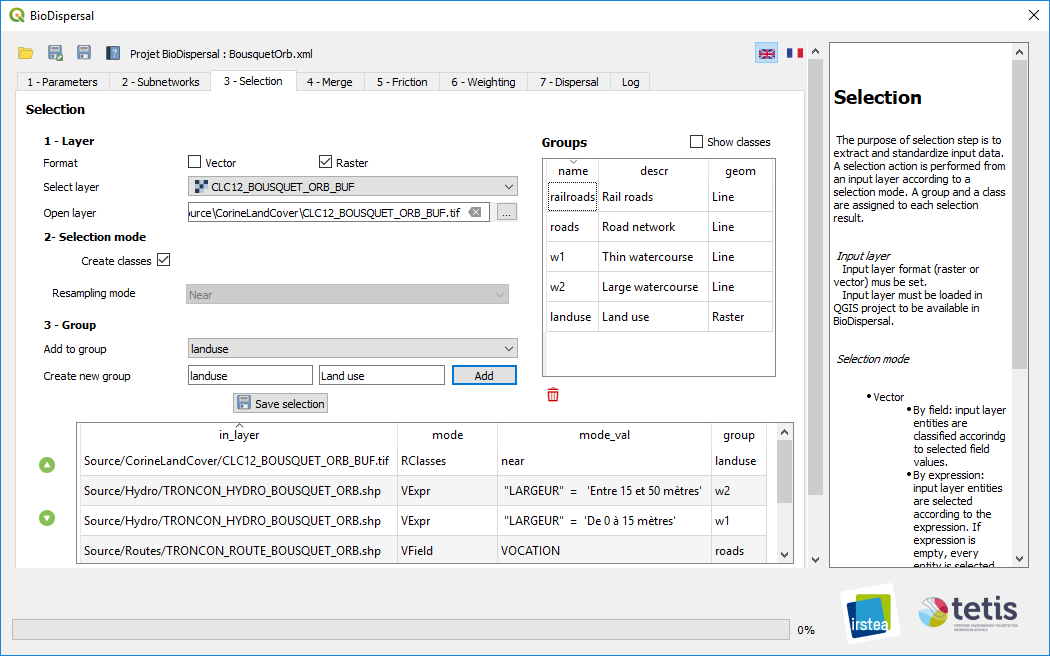 BioDispersal
Projet BioDispersal : BousquetOrb.xml
1 - Parameters
2 - Subnetworks
3 - Selection
4 - Merge
5 - Friction
6 - Weighting
7 - Dispersal
Log
Selection
1 - Layer
Format
Vector
Raster
Select layer
CLC12_BOUSQUET_ORB_BUF
Open layer
ource\CorineLandCover/CLC12_BOUSQUET_ORB_BUF.tif
...
2- Selection mode
Create classes
Resampling mode
Near
3 - Group
Add to group
landuse
Create new group
landuse
Land use
Add
Save selection
Groups
Show classes
name descr geom
railroads Rail roads Line
roads Road network Line
w1 Thin watercourse Line
w2 Large watercourse Line
landuse Land use Raster
in_layer mode mode_val group
Source/CorineLandCover/CLC12_BOUSQUET_ORB_BUF.tif RClasses near landuse
Source/Hydro/TRONCON_HYDRO_BOUSQUET_ORB.shp VExpr "LARGEUR" = 'Entre 15 et 50 mètres' w2
Source/Hydro/TRONCON_HYDRO_BOUSQUET_ORB.shp VExpr "LARGEUR" = 'De 0 à 15 mètres' w1
Source/Routes/TRONCON_ROUTE_BOUSQUET_ORB.shp VField VOCATION roads
Selection
The purpose of selection step is to
extract and standardize input data.
A selection action is performed from
an input layer according to a
selection mode. A group and a class
are assigned to each selection
result.
Input layer
Input layer format (raster or
vector) mus be set.
Input layer must be loaded in
QGIS project to be available in
BioDispersal.
Selection mode
• Vector
• By field: input layer
entities are
classified accorindg
to selected field
values.
• By expression:
input layer entities
are selected
according to the
expression. If
expression is
empty, every
entity is selected
irstea
tetis
0%